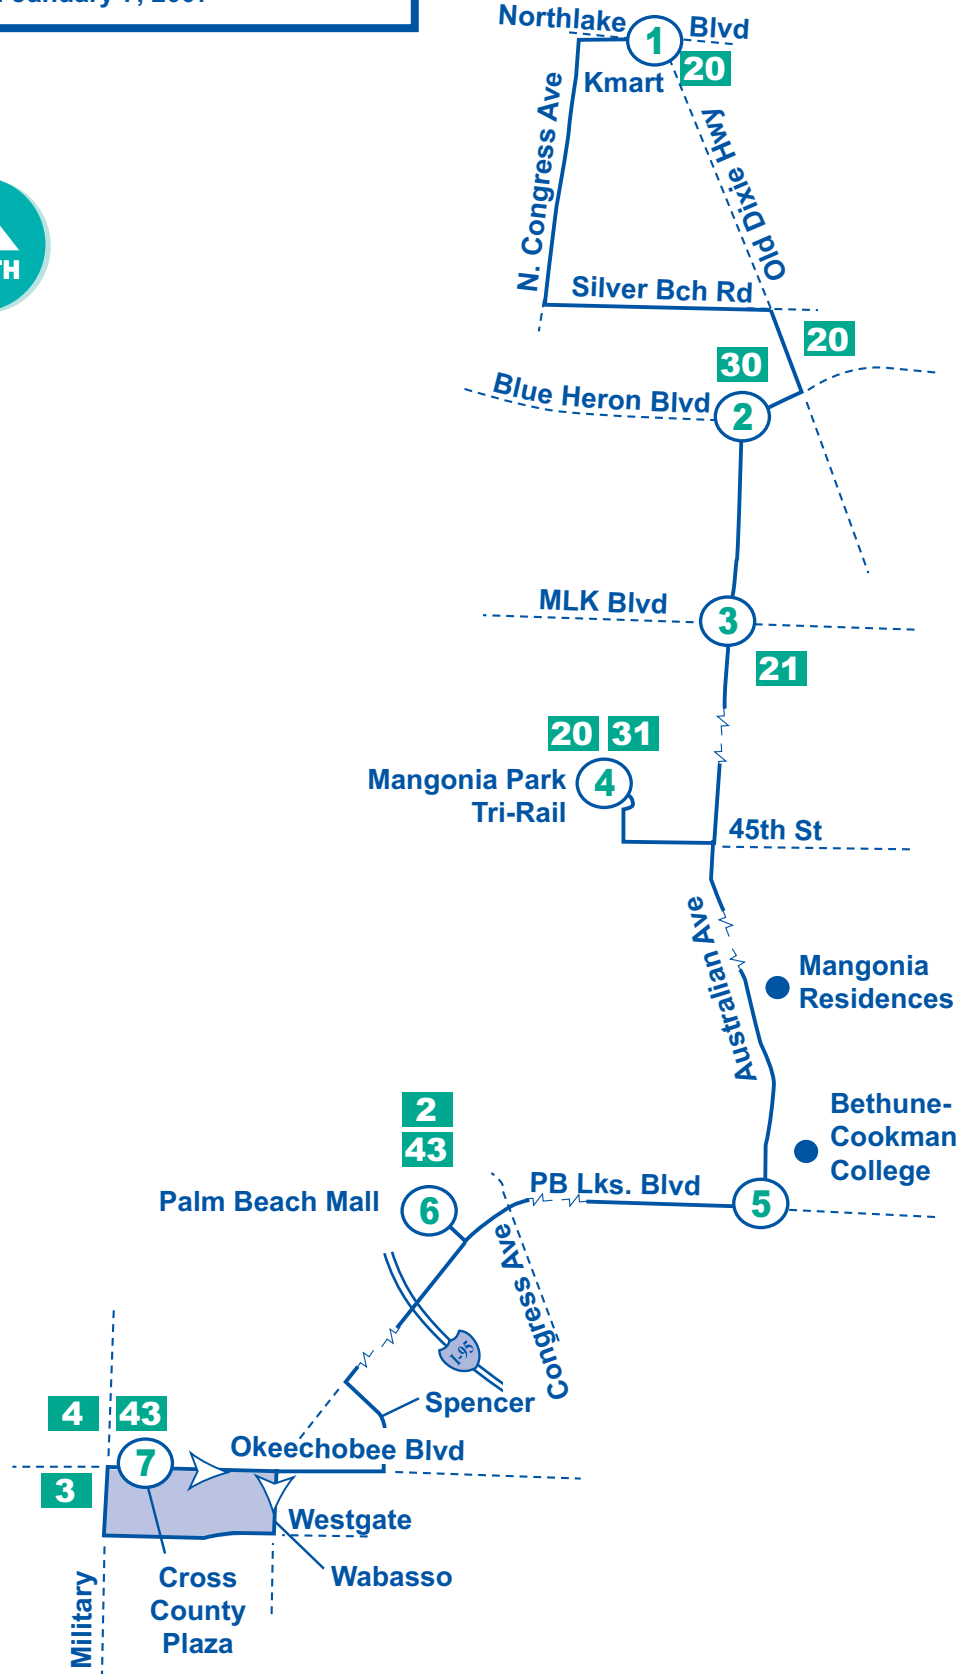 Northlake
Blvd
1
20
Kmart
N. Congress Ave
Old Dixie Hwy
TH
Silver Bch Rd
20
30
Blue Heron Blvd
2
MLK Blvd
3
21
20 31
Mangonia Park
Tri-Rail
4
45th St
Australian Ave
Mangonia
Residences
Bethune-
Cookman
College
2
43
Palm Beach Mall
6
PB Lks. Blvd
5
Congress Ave
I-95
Spencer
4 43
7
Okeechobee Blvd
3
Westgate
Wabasso
Cross
County
Plaza
Military